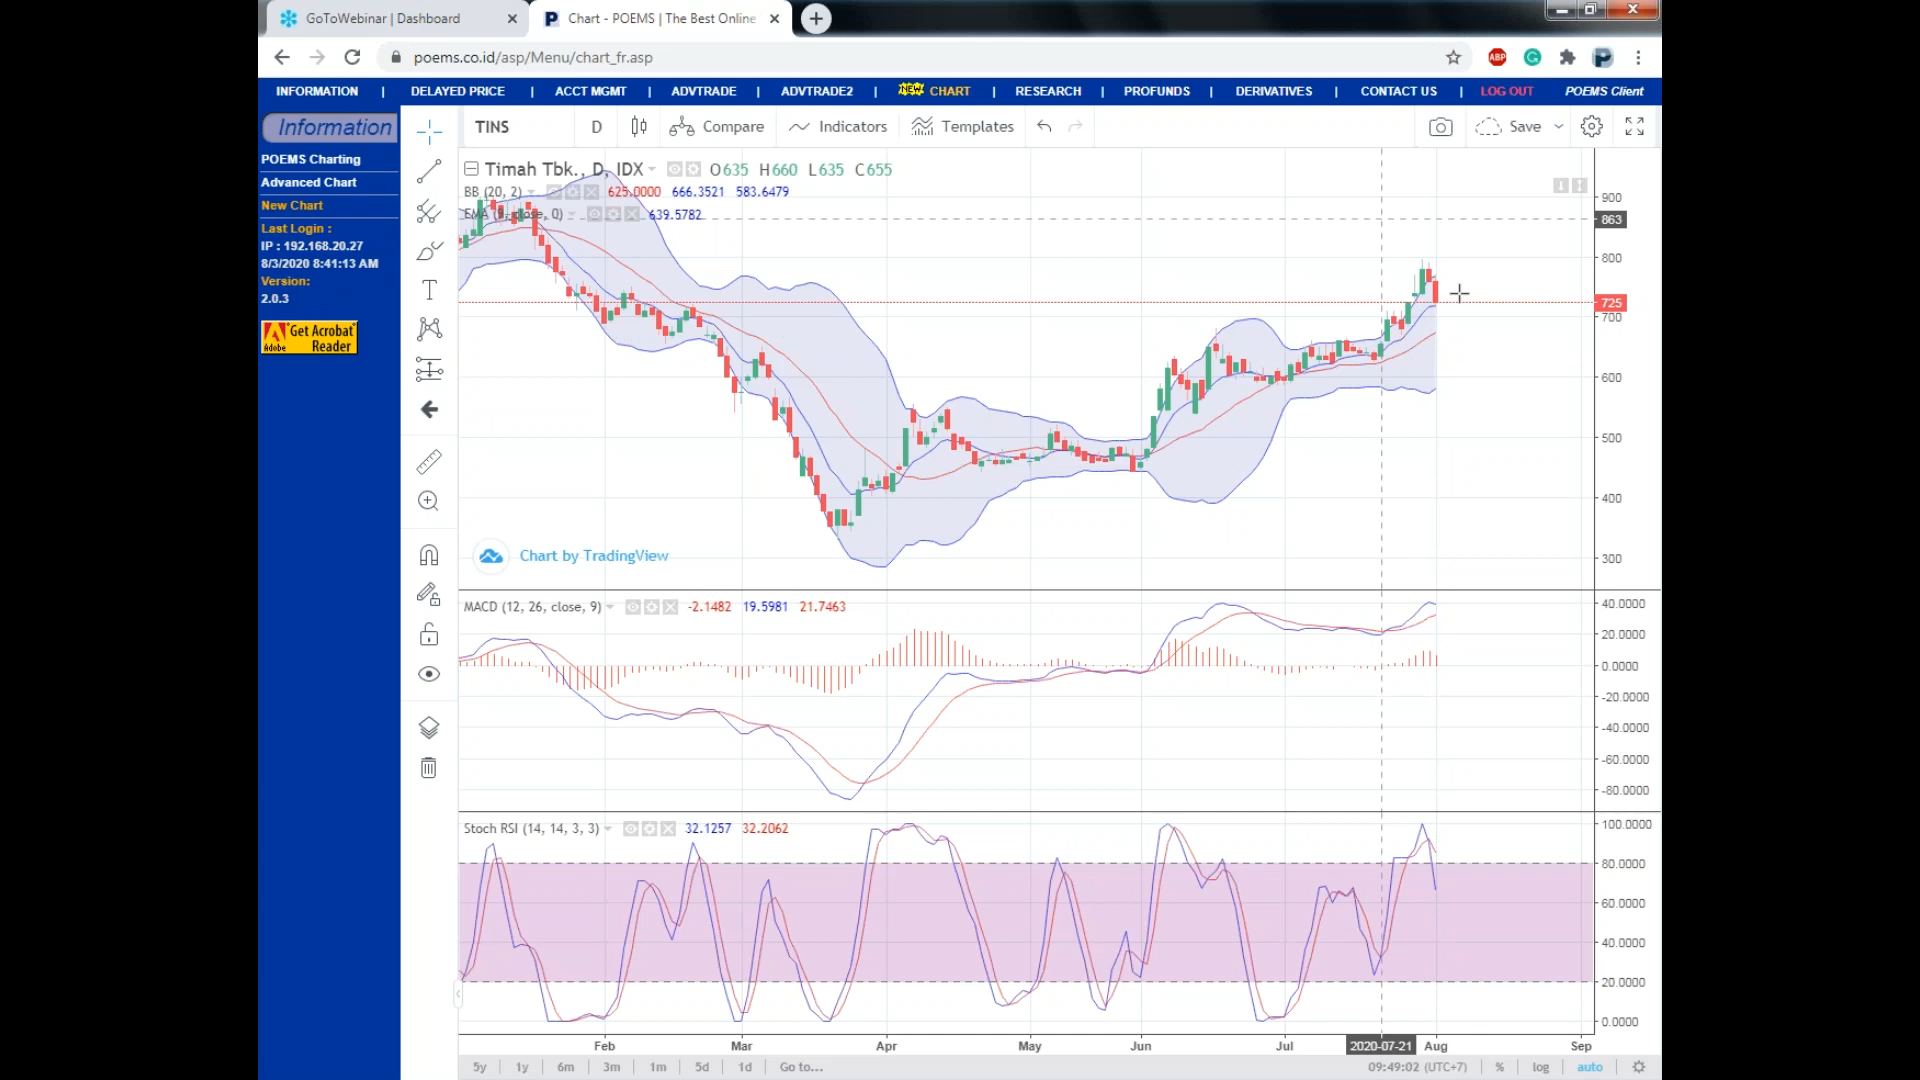 GoToWebinar | Dashboard
Chart - POEMS | The Best Online
poems.co.id/asp/Menu/chart_fr.asp
ABP
INFORMATION | DELAYED PRICE | ACCT MGMT | ADVTRADE | ADVTRADE2 | NEW CHART | RESEARCH | PROFUNDS | DERIVATIVES | CONTACT US | LOG OUT POEMS Client
Information
POEMS Charting
Advanced Chart
New Chart
Last Login :
IP : 192.168.20.27
8/3/2020 8:41:13 AM
Version:
2.0.3
Get Acrobat
Adobe Reader
TINS D Compare Indicators Templates Save
Timah Tbk., D, IDX O635 H660 L635 C655
BB (20, 2) 625.0000 666.3521 583.6479
EMA (9, close, 0) 639.5782
900
863
800
725
700
600
500
400
300
Chart by TradingView
MACD (12, 26, close, 9) -2.1482 19.5981 21.7463
40.0000
20.0000
0.0000
-20.0000
-40.0000
-60.0000
-80.0000
Stoch RSI (14, 14, 3, 3) 32.1257 32.2062
100.0000
80.0000
60.0000
40.0000
20.0000
0.0000
Feb Mar Apr May Jun Jul 2020-07-21 Aug Sep
5y 1y 6m 3m 1m 5d 1d Go to... 09:49:02 (UTC+7) % log auto